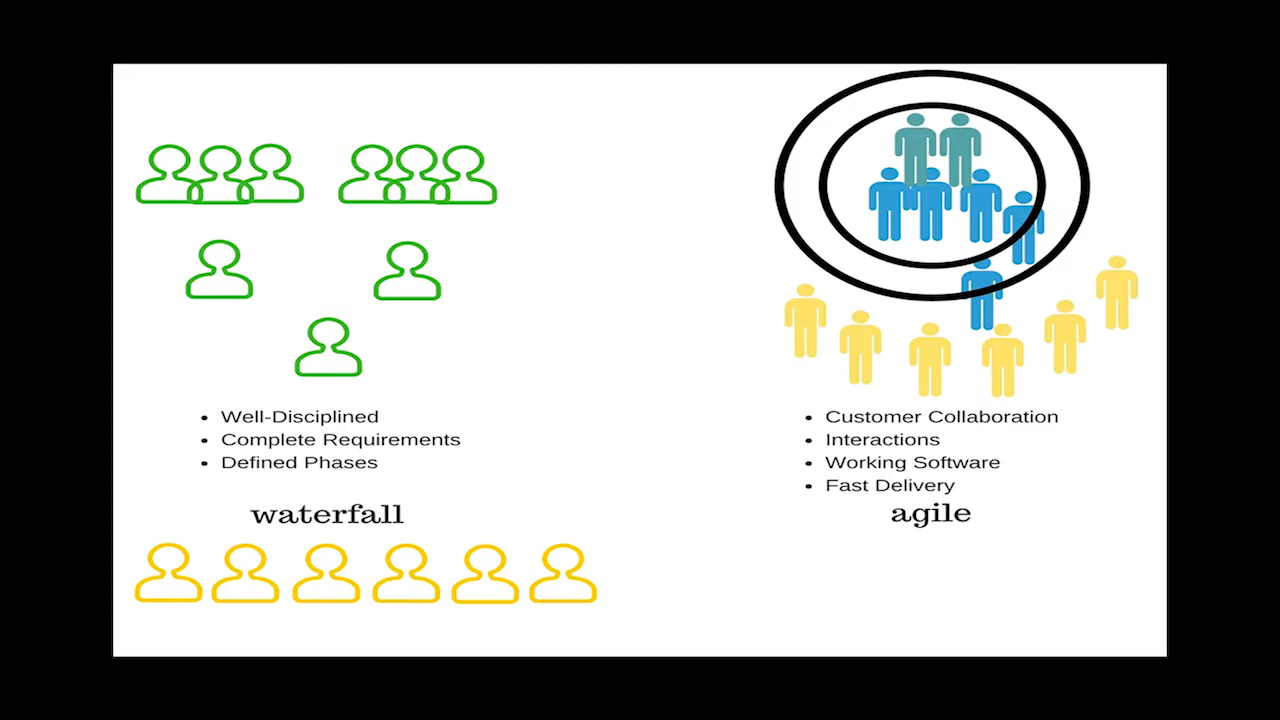 Well-Disciplined
Complete Requirements
Defined Phases
waterfall
Customer Collaboration
Interactions
Working Software
Fast Delivery
agile